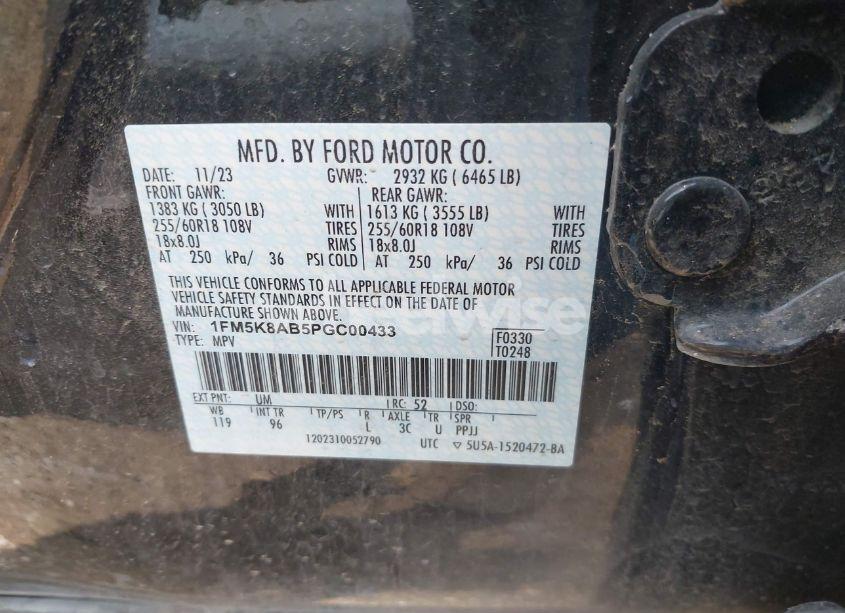 MFD. BY FORD MOTOR CO.
DATE: 11/23 GVWR: 2932 KG ( 6465 LB)
FRONT GAWR: REAR GAWR:
1383 KG ( 3050 LB) WITH 1613 KG ( 3555 LB) WITH
255/60R18 108V TIRES 255/60R18 108V TIRES
18x8.0J RIMS 18x8.0J RIMS
AT 250 kPa/ 36 PSI COLD AT 250 kPa/ 36 PSI COLD
THIS VEHICLE CONFORMS TO ALL APPLICABLE FEDERAL MOTOR
VEHICLE SAFETY STANDARDS IN EFFECT ON THE DATE OF
MANUFACTURE SHOWN ABOVE.
VIN: 1FM5K8AB5PGC00433
TYPE: MPV
F0330
T0248
EXT PNT: UM RC: 52 DSO:
WB INT TR TP/PS R AXLE TR SPR
119 96 L 3C U PPJJ
1202310052790 UTC ▽ 5U5A-1520472-BA